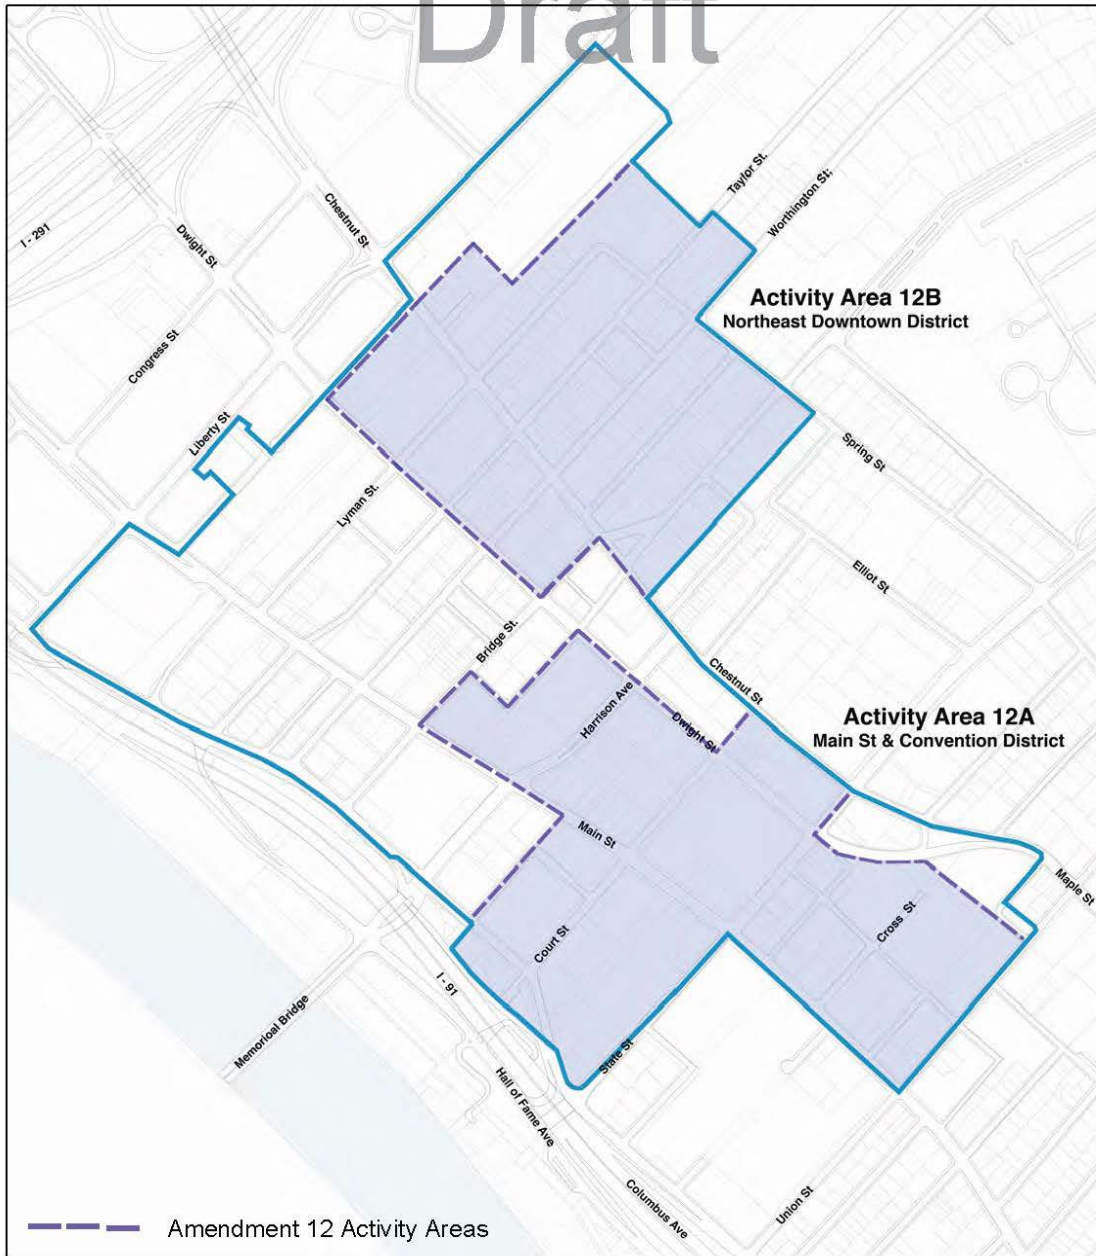 Draft
Taylor St.
Worthington St;
Chestnut St
I - 291
Dwight St
Activity Area 12B
Northeast Downtown District
Congress St
Liberty St
Spring St
Lyman St.
Elliot St
Bridge St.
Chestnut St
Harrison Ave
Dwight St
Activity Area 12A
Main St & Convention District
Main St
Maple St
Cross St
Court St
I - 91
Memorioal Bridge
State St
Hall of Fame Ave
Columbus Ave
Union St
Amendment 12 Activity Areas